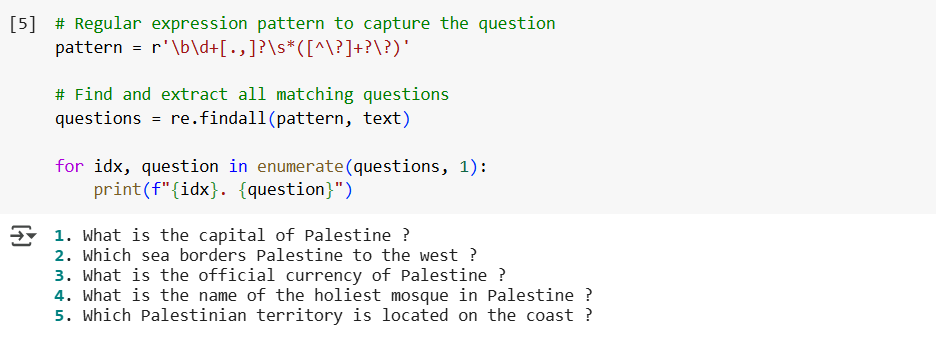 [5] # Regular expression pattern to capture the question
pattern = r'\b\d+[.,]?\s*([^\?]+?\?)'
# Find and extract all matching questions
questions = re.findall(pattern, text)
for idx, question in enumerate(questions, 1):
print(f"{idx}. {question}")
1. What is the capital of Palestine ?
2. Which sea borders Palestine to the west ?
3. What is the official currency of Palestine ?
4. What is the name of the holiest mosque in Palestine ?
5. Which Palestinian territory is located on the coast ?